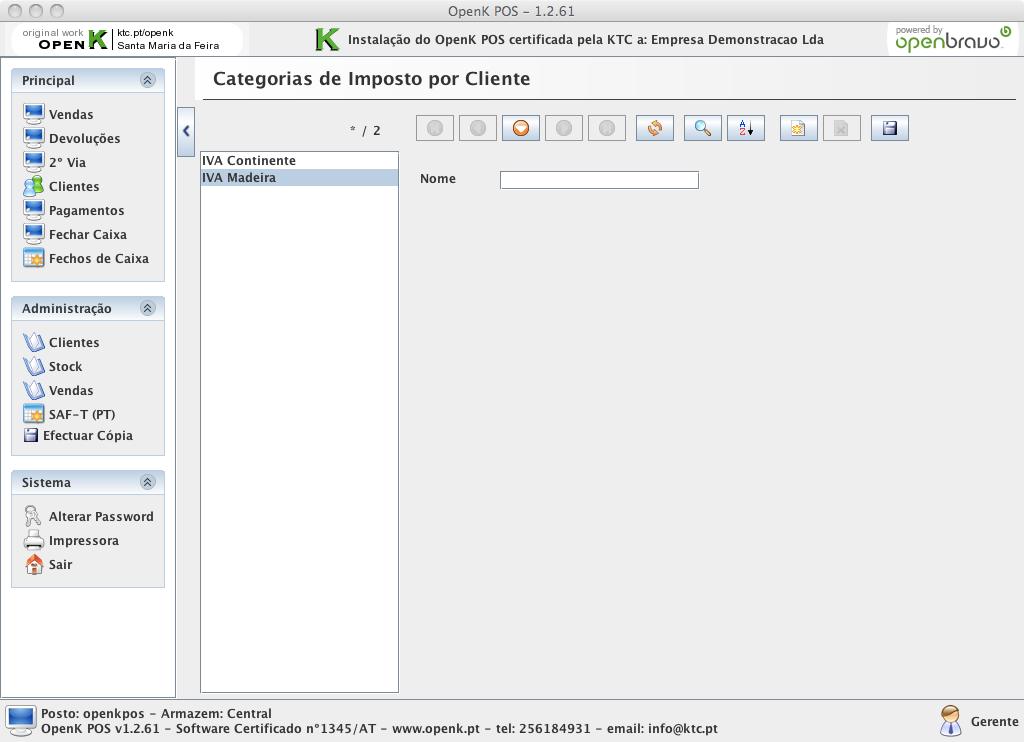 OpenK POS – 1.2.61
original work
OPEN K
ktc.pt/openk
Santa Maria da Feira
K Instalação do OpenK POS certificada pela KTC a: Empresa Demonstracao Lda
powered by
openbravo
Principal
Vendas
Devoluções
2º Via
Clientes
Pagamentos
Fechar Caixa
Fechos de Caixa
Administração
Clientes
Stock
Vendas
SAF-T (PT)
Efectuar Cópia
Sistema
Alterar Password
Impressora
Sair
Categorias de Imposto por Cliente
* / 2
A
Z
IVA Continente
IVA Madeira
Nome
Posto: openkpos – Armazem: Central
OpenK POS v1.2.61 – Software Certificado n°1345/AT – www.openk.pt – tel: 256184931 – email: info@ktc.pt
Gerente